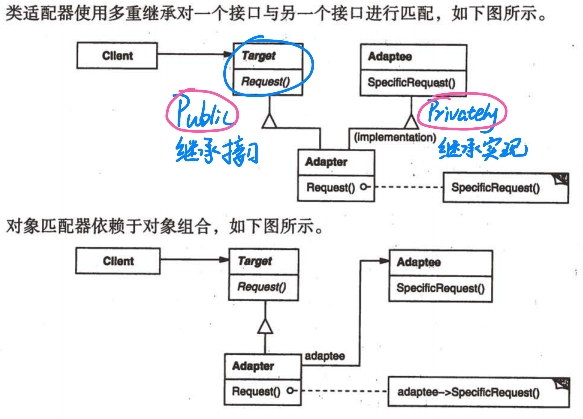 类适配器使用多重继承对一个接口与另一个接口进行匹配，如下图所示。
Client
Target
Request()
Adaptee
SpecificRequest()
Public
继承接口
Privately
继承实现
(implementation)
Adapter
Request()
SpecificRequest()
对象匹配器依赖于对象组合，如下图所示。
Client
Target
Request()
Adaptee
SpecificRequest()
adaptee
Adapter
Request()
adaptee–>SpecificRequest()